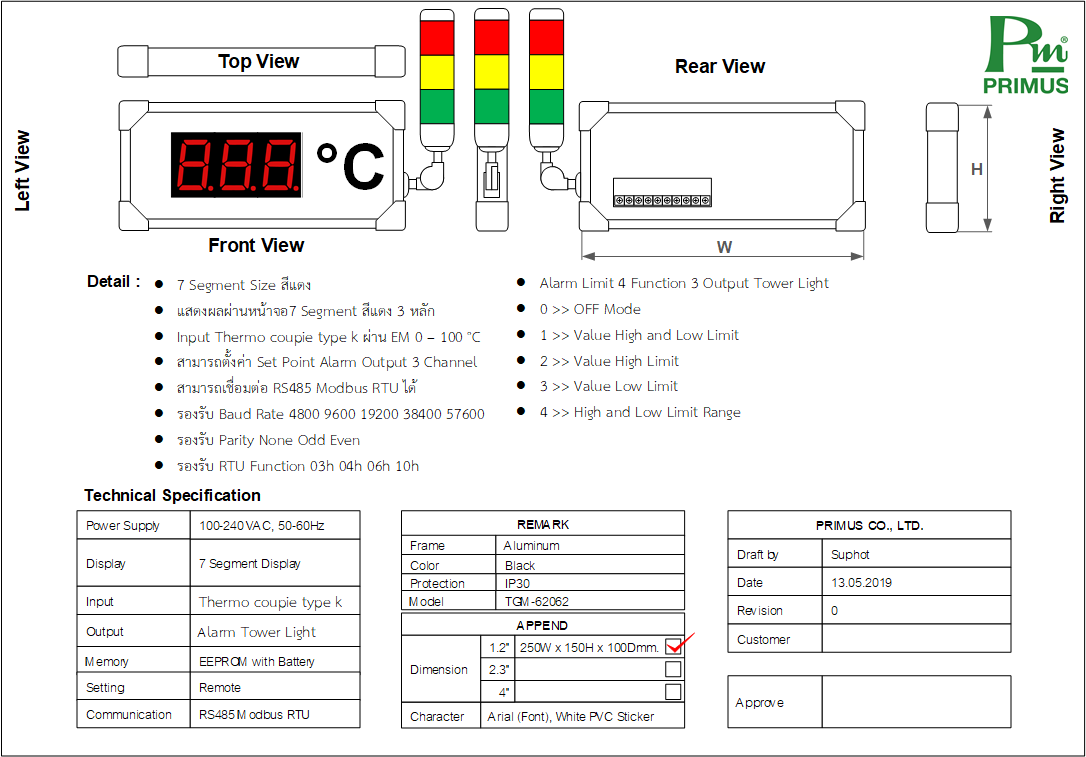 Top View
Rear View
Pm®
PRIMUS
Left View
8.8.8.
°C
H
Right View
Front View
W
Detail :
● 7 Segment Size สีแดง
● แสดงผลผ่านหน้าจอ7 Segment สีแดง 3 หลัก
● Input Thermo coupie type k ผ่าน EM 0 – 100 °C
● สามารถตั้งค่า Set Point Alarm Output 3 Channel
● สามารถเชื่อมต่อ RS485 Modbus RTU ได้
● รองรับ Baud Rate 4800 9600 19200 38400 57600
● รองรับ Parity None Odd Even
● รองรับ RTU Function 03h 04h 06h 10h
● Alarm Limit 4 Function 3 Output Tower Light
● 0 >> OFF Mode
● 1 >> Value High and Low Limit
● 2 >> Value High Limit
● 3 >> Value Low Limit
● 4 >> High and Low Limit Range
Technical Specification
Power Supply 100-240VAC, 50-60Hz
Display 7 Segment Display
Input Thermo coupie type k
Output Alarm Tower Light
Memory EEPROM with Battery
Setting Remote
Communication RS485 Modbus RTU
REMARK
Frame Aluminum
Color Black
Protection IP30
Model TGM-62062
APPEND
Dimension
1.2" 250W x 150H x 100Dmm.
2.3"
4"
Character Arial (Font), White PVC Sticker
PRIMUS CO., LTD.
Draft by Suphot
Date 13.05.2019
Revision 0
Customer
Approve